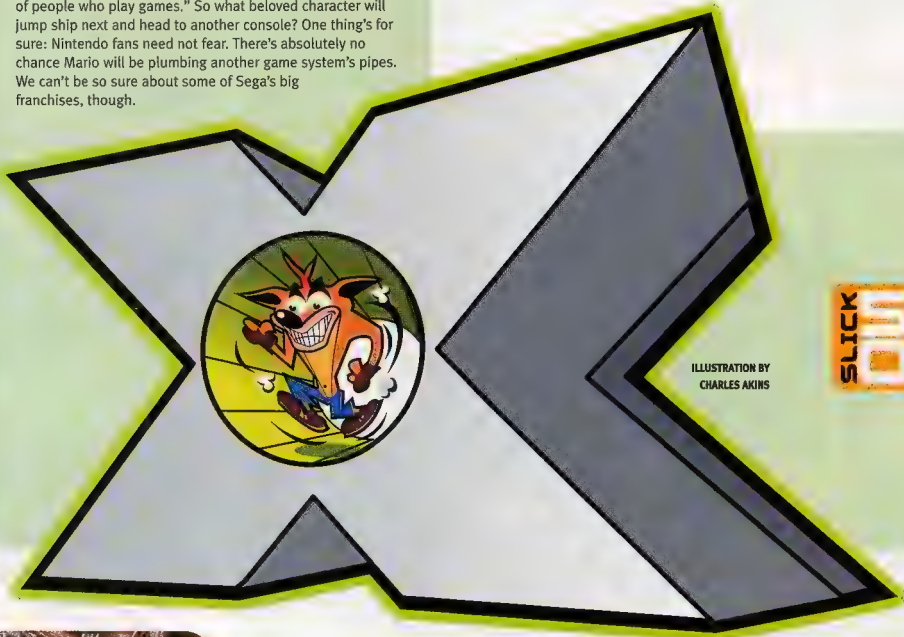 of people who play games." So what beloved character will
jump ship next and head to another console? One thing's for
sure: Nintendo fans need not fear. There's absolutely no
chance Mario will be plumbing another game system's pipes.
We can't be so sure about some of Sega's big
franchises, though.
ILLUSTRATION BY
CHARLES AKINS
SLICK